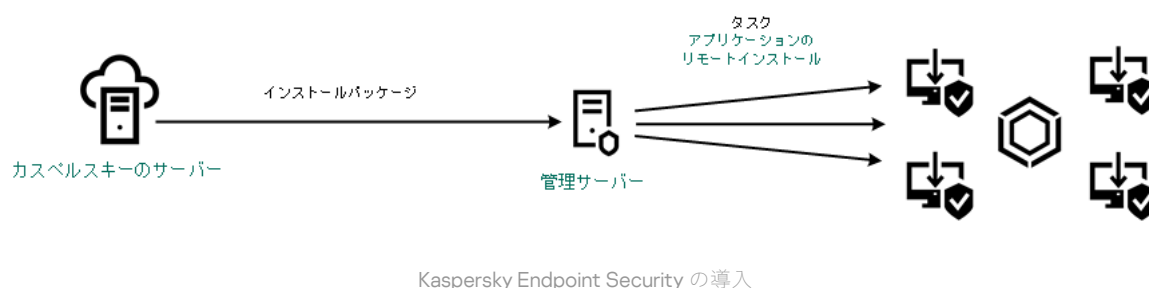 タスク
アプリケーションの
リモートインストール
インストールパッケージ
カスペルスキーのサーバー
管理サーバー
Kaspersky Endpoint Security の導入